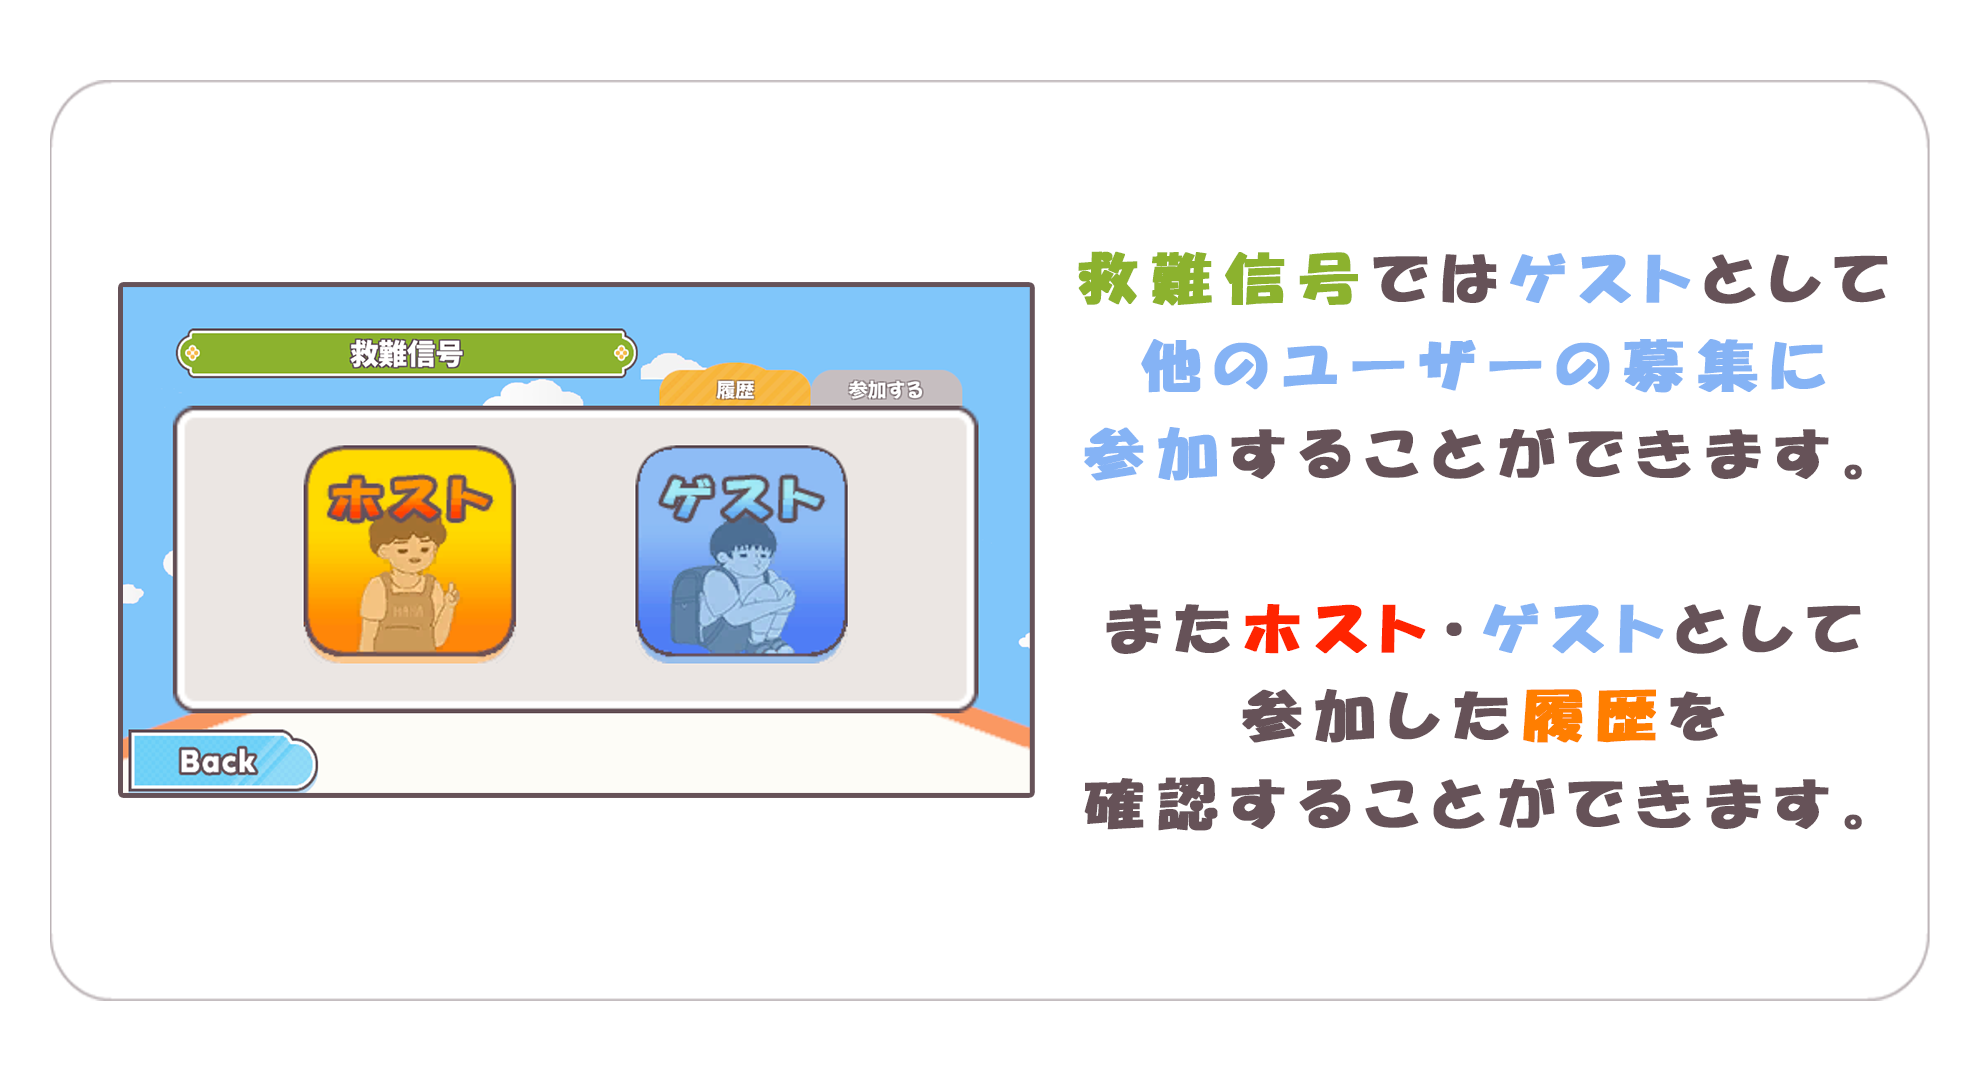 救難信号
履歴
参加する
ホスト
ゲスト
Back
救難信号ではゲストとして
他のユーザーの募集に
参加することができます。
またホスト・ゲストとして
参加した履歴を
確認することができます。